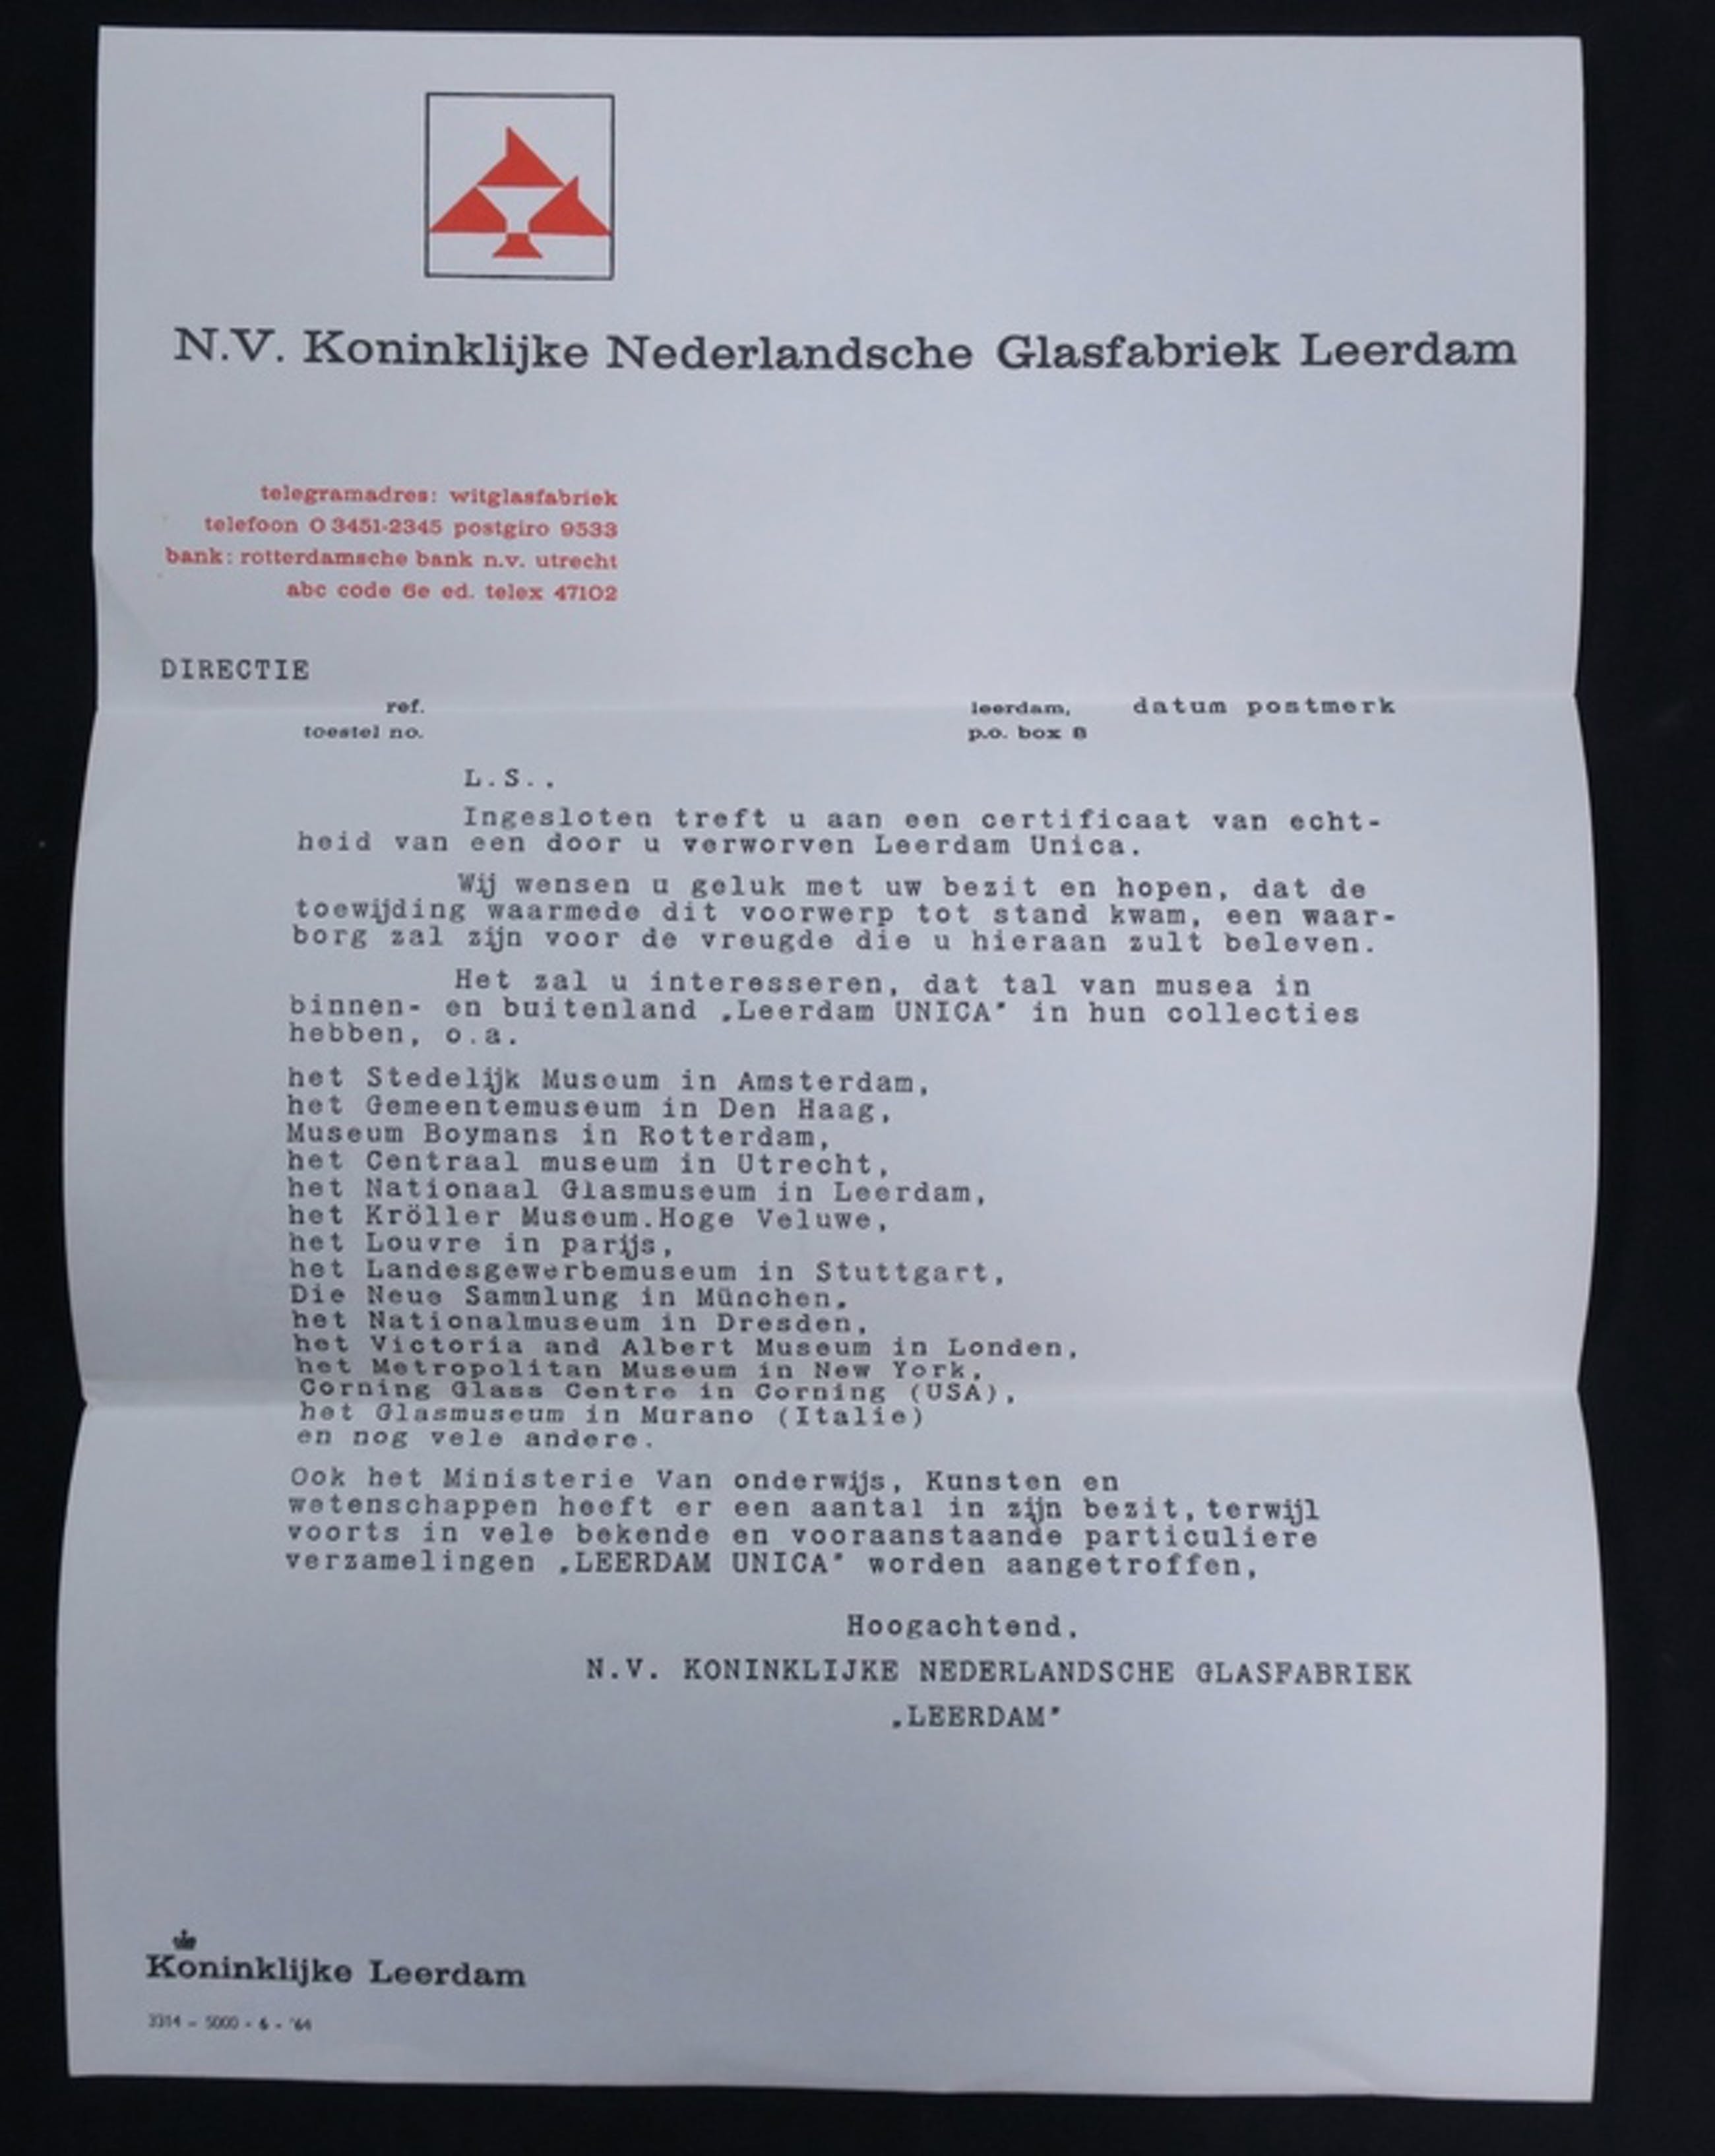 N.V. Koninklijke Nederlandsche Glasfabriek Leerdam
telegramadres: witglasfabriek
telefoon 0 3451-2345 postgiro 9533
bank: rotterdamsche bank n.v. utrecht
abc code 6e ed. telex 47102
DIRECTIE
ref.
toestel no.
leerdam, datum postmerk
p.o. box 8
L.S.,
Ingesloten treft u aan een certificaat van echt-
heid van een door u verworven Leerdam Unica.
Wij wensen u geluk met uw bezit en hopen, dat de
toewijding waarmede dit voorwerp tot stand kwam, een waar-
borg zal zijn voor de vreugde die u hieraan zult beleven.
Het zal u interesseren, dat tal van musea in
binnen- en buitenland „Leerdam UNICA" in hun collecties
hebben, o.a.
het Stedelijk Museum in Amsterdam,
het Gemeentemuseum in Den Haag,
Museum Boymans in Rotterdam,
het Centraal museum in Utrecht,
het Nationaal Glasmuseum in Leerdam,
het Kröller Museum.Hoge Veluwe,
het Louvre in parijs,
het Landesgewerbemuseum in Stuttgart,
Die Neue Sammlung in München,
het Nationalmuseum in Dresden,
het Victoria and Albert Museum in Londen,
het Metropolitan Museum in New York,
Corning Glass Centre in Corning (USA),
het Glasmuseum in Murano (Italie)
en nog vele andere.
Ook het Ministerie Van onderwijs, Kunsten en
wetenschappen heeft er een aantal in zijn bezit, terwijl
voorts in vele bekende en vooraanstaande particuliere
verzamelingen „LEERDAM UNICA" worden aangetroffen,
Hoogachtend,
N.V. KONINKLIJKE NEDERLANDSCHE GLASFABRIEK
„LEERDAM"
Koninklijke Leerdam
3314 - 5000 - 6 - '64